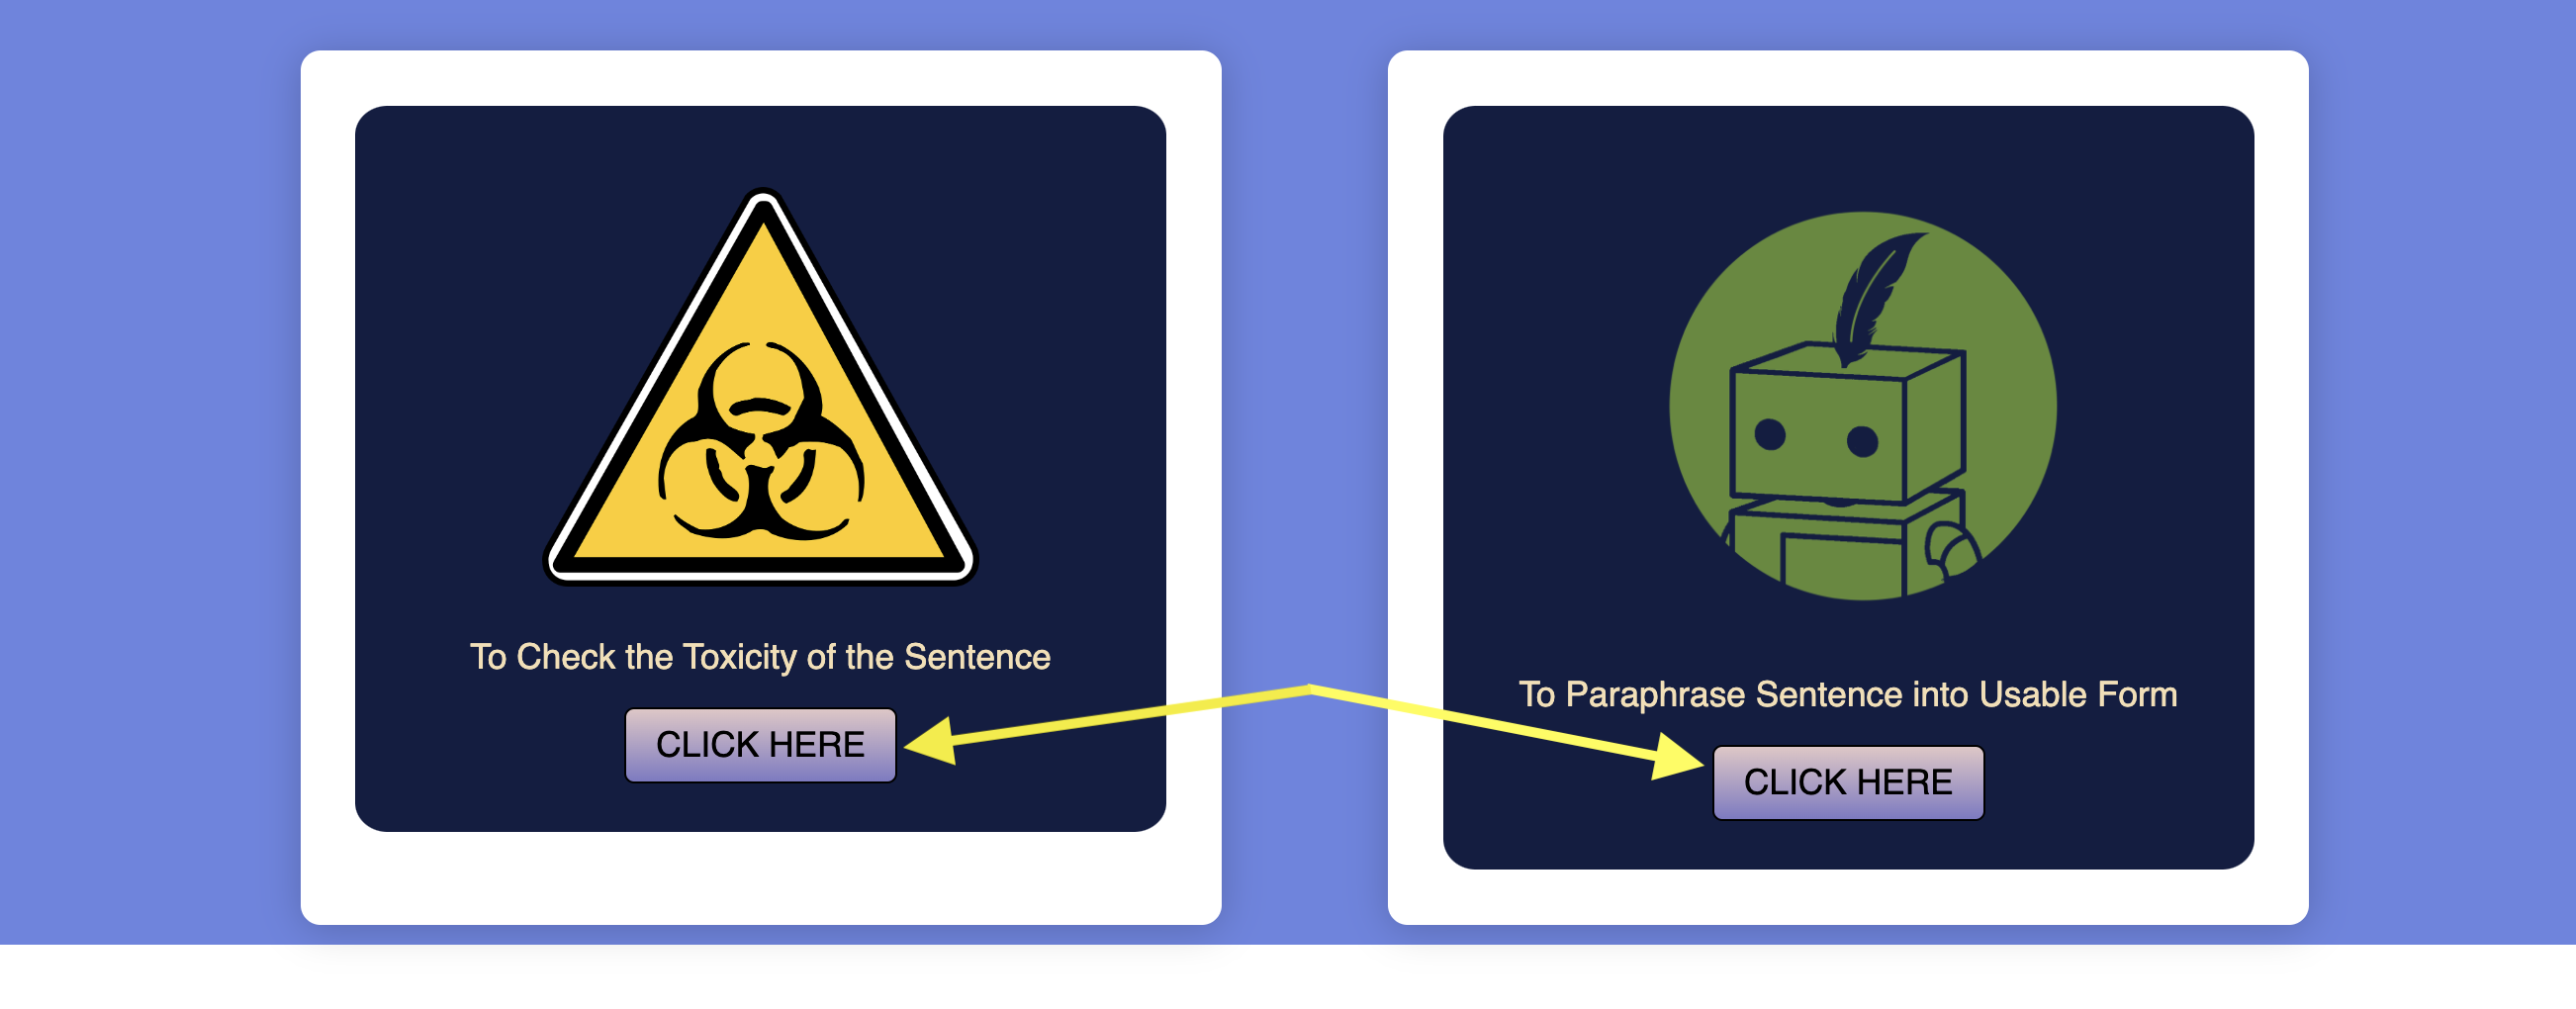 To Check the Toxicity of the Sentence
CLICK HERE
To Paraphrase Sentence into Usable Form
CLICK HERE